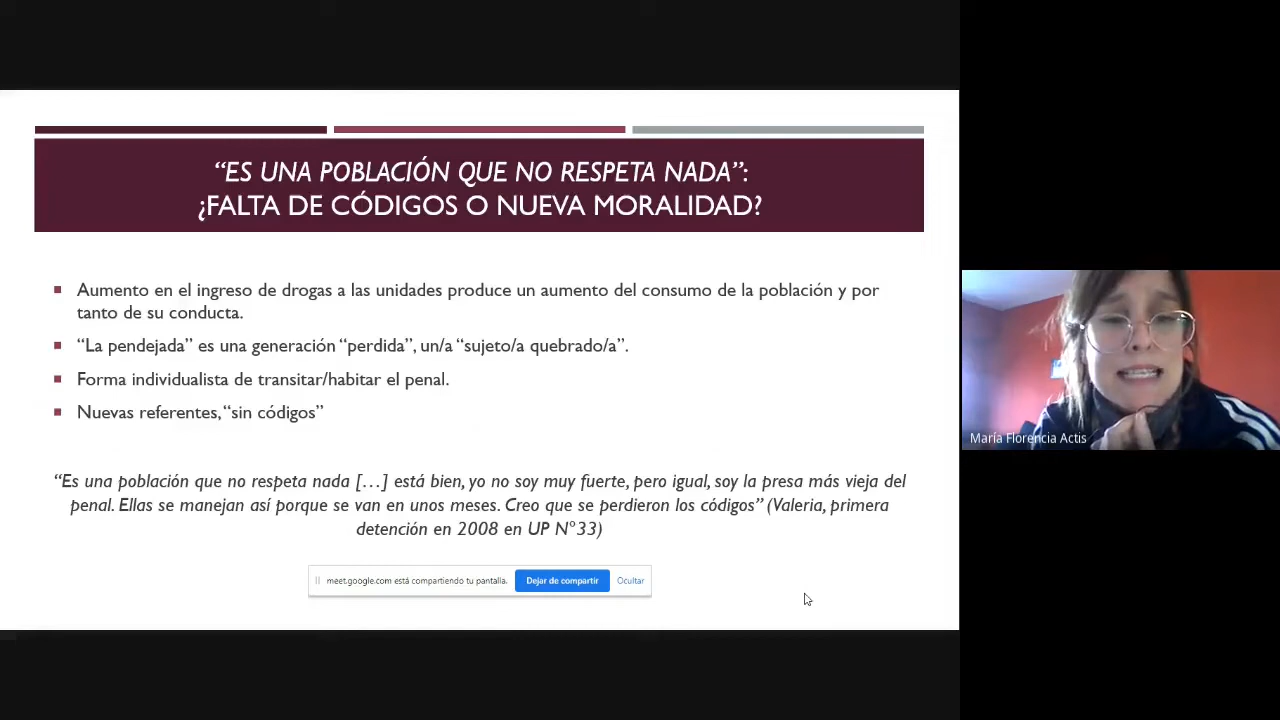 “ES UNA POBLACIÓN QUE NO RESPETA NADA”:
¿FALTA DE CÓDIGOS O NUEVA MORALIDAD?
Aumento en el ingreso de drogas a las unidades produce un aumento del consumo de la población y por
tanto de su conducta.
“La pendejada” es una generación “perdida”, un/a “sujeto/a quebrado/a”.
Forma individualista de transitar/habitar el penal.
Nuevas referentes, “sin códigos”
“Es una población que no respeta nada […] está bien, yo no soy muy fuerte, pero igual, soy la presa más vieja del
penal. Ellas se manejan así porque se van en unos meses. Creo que se perdieron los códigos” (Valeria, primera
detención en 2008 en UP N°33)
meet.google.com está compartiendo tu pantalla. Dejar de compartir Ocultar
María Florencia Actis